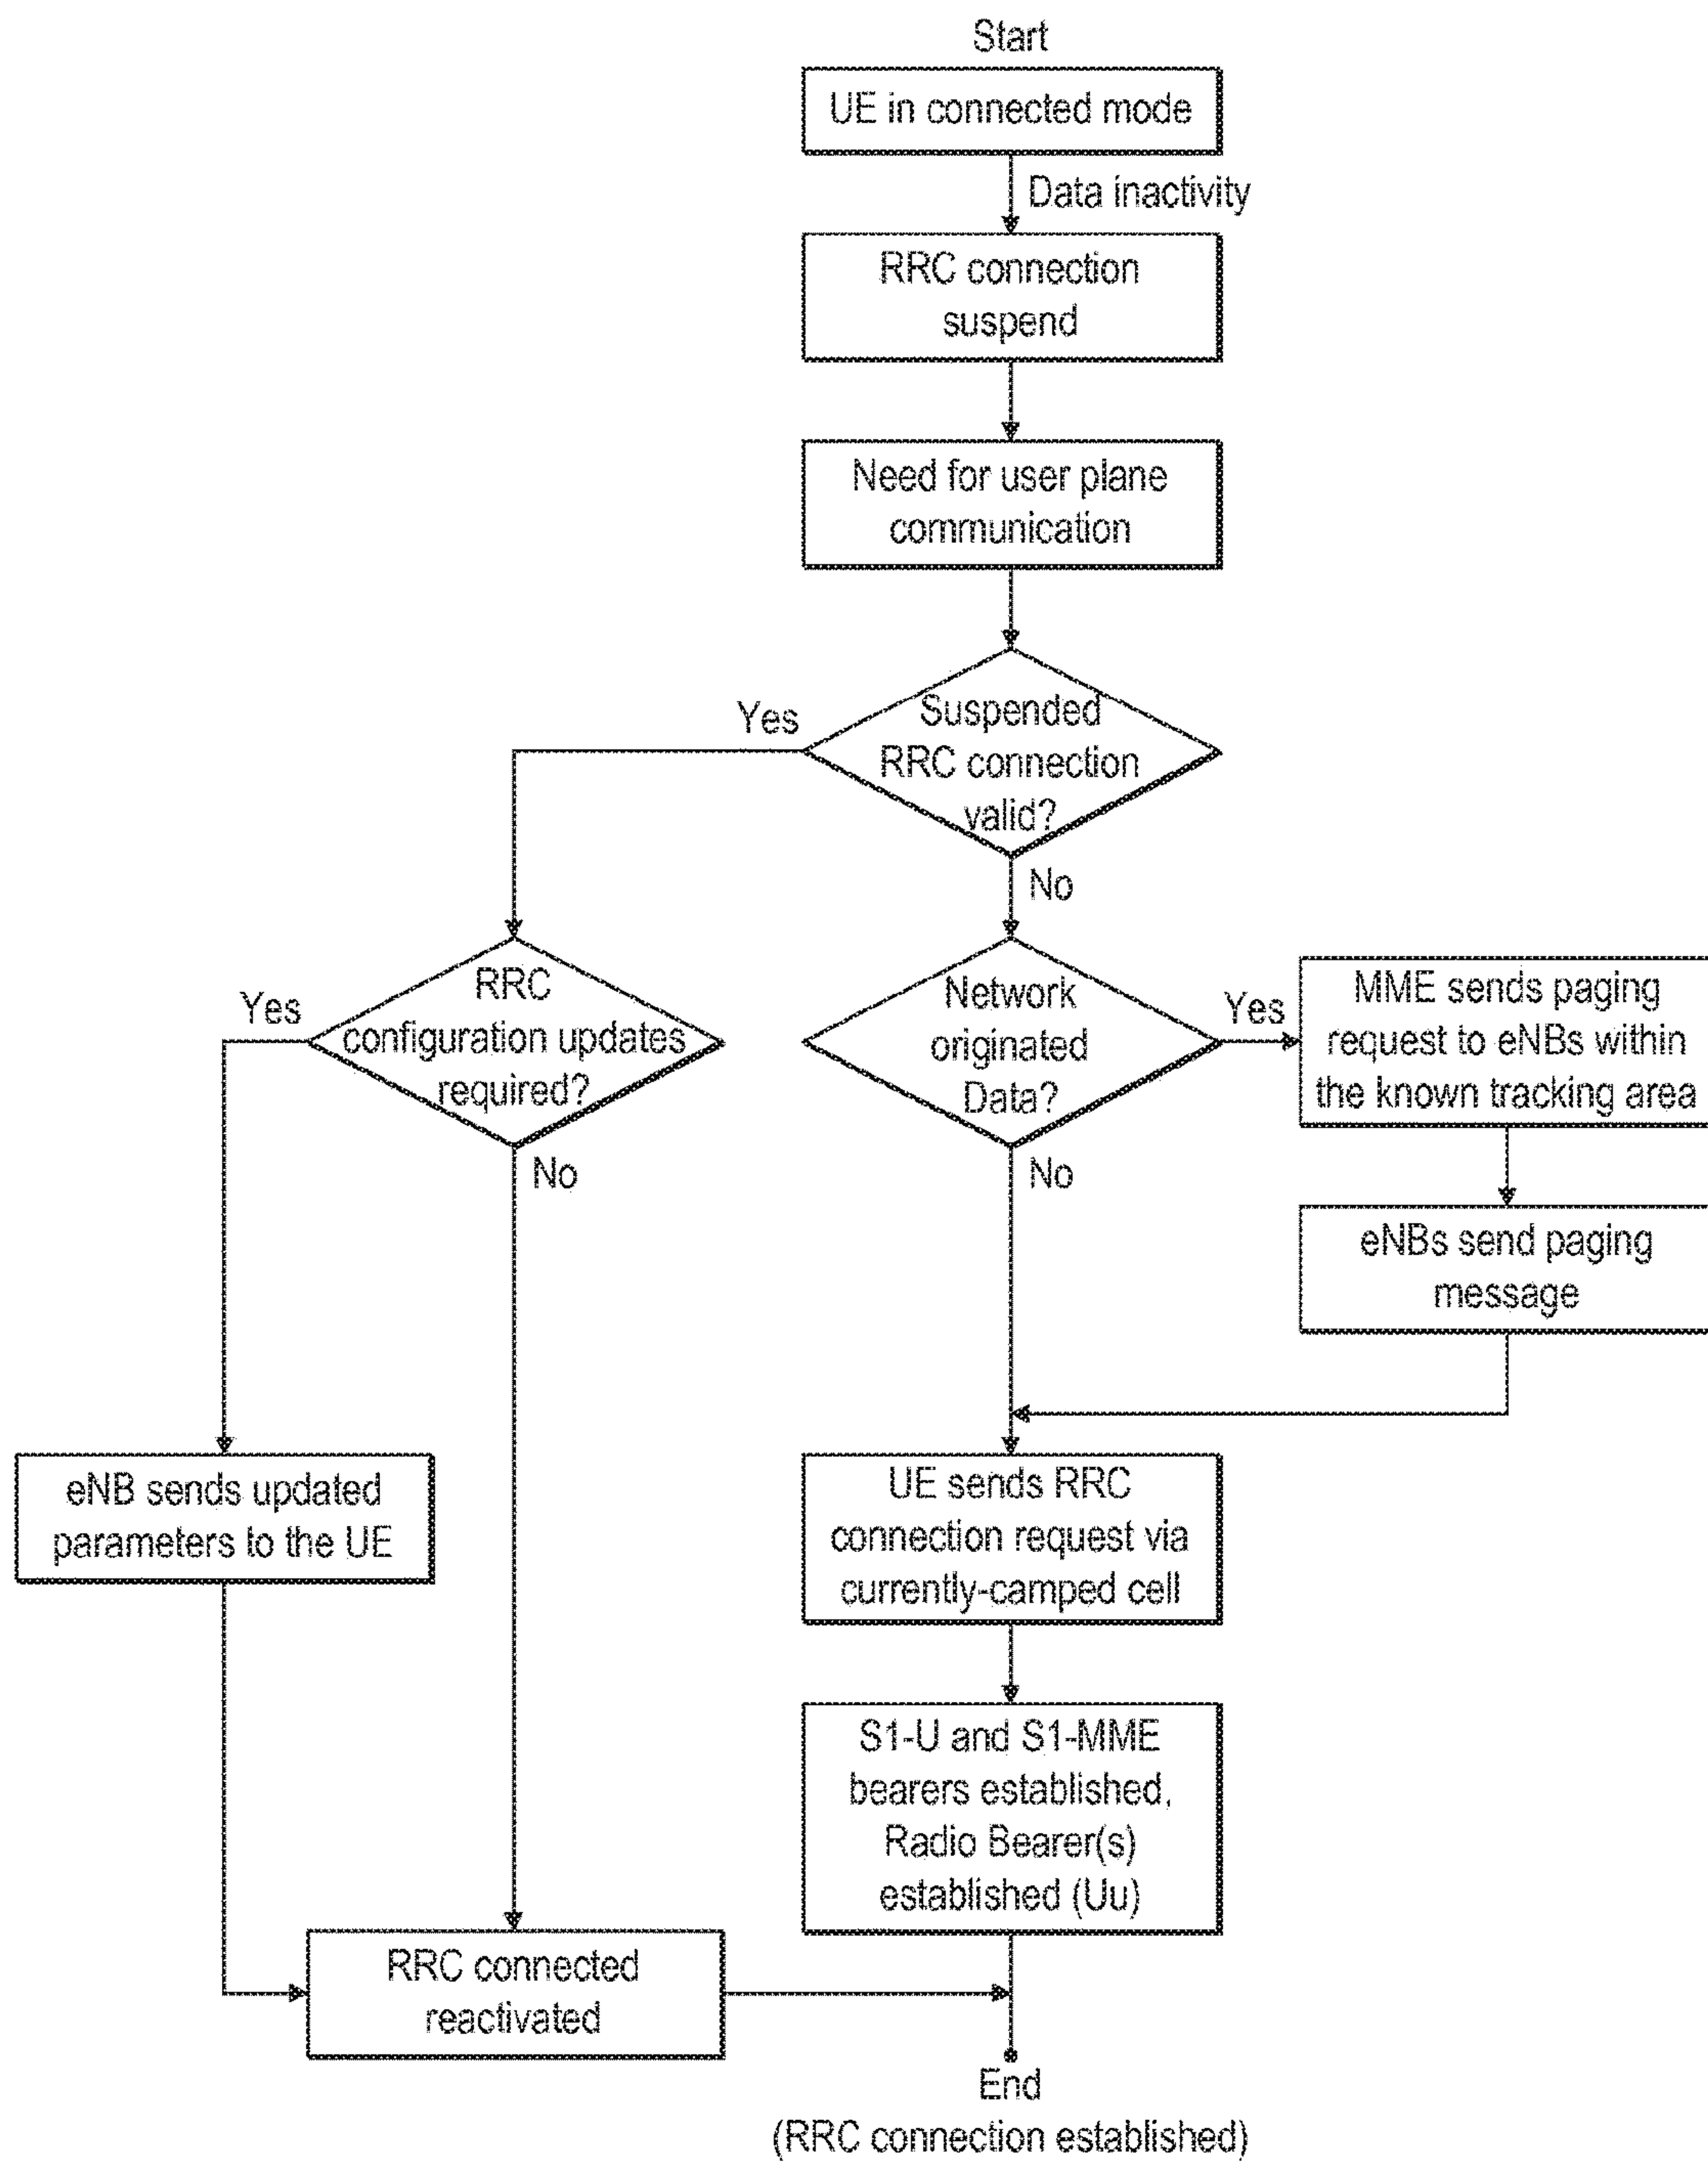 Start
UE in connected mode
Data inactivity
RRC connection
suspend
Need for user plane
communication
Suspended
RRC connection
valid?
Yes
No
RRC
configuration updates
required?
Yes
No
Network
originated
Data?
Yes
No
MME sends paging
request to eNBs within
the known tracking area
eNBs send paging
message
eNB sends updated
parameters to the UE
UE sends RRC
connection request via
currently-camped cell
S1-U and S1-MME
bearers established,
Radio Bearer(s)
established (Uu)
RRC connected
reactivated
End
(RRC connection established)